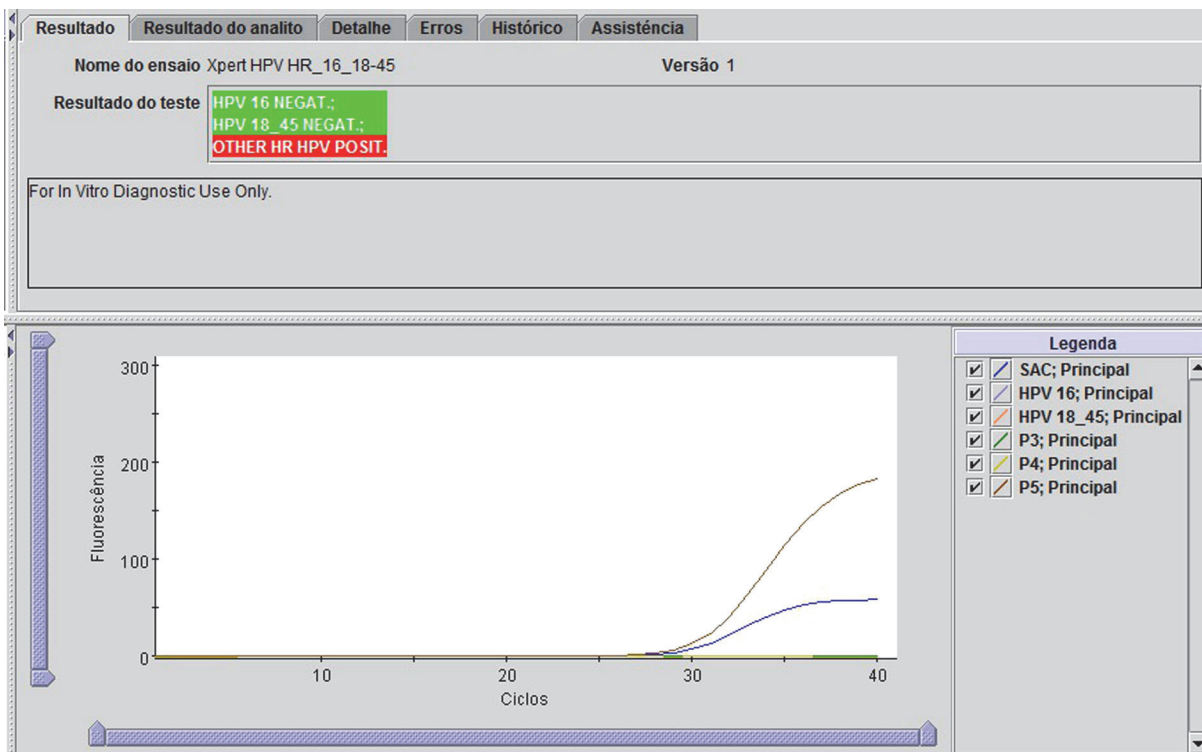 Resultado Resultado do analito Detalhe Erros Histórico Assisténcia
Nome do ensaio Xpert HPV HR_16_18-45 Versão 1
Resultado do teste HPV 16 NEGAT.;
HPV 18_45 NEGAT.;
OTHER HR HPV POSIT.
For In Vitro Diagnostic Use Only.
Legenda
SAC; Principal
HPV 16; Principal
HPV 18_45; Principal
P3; Principal
P4; Principal
P5; Principal
300
200
100
0
Fluorescência
10 20 30 40
Ciclos